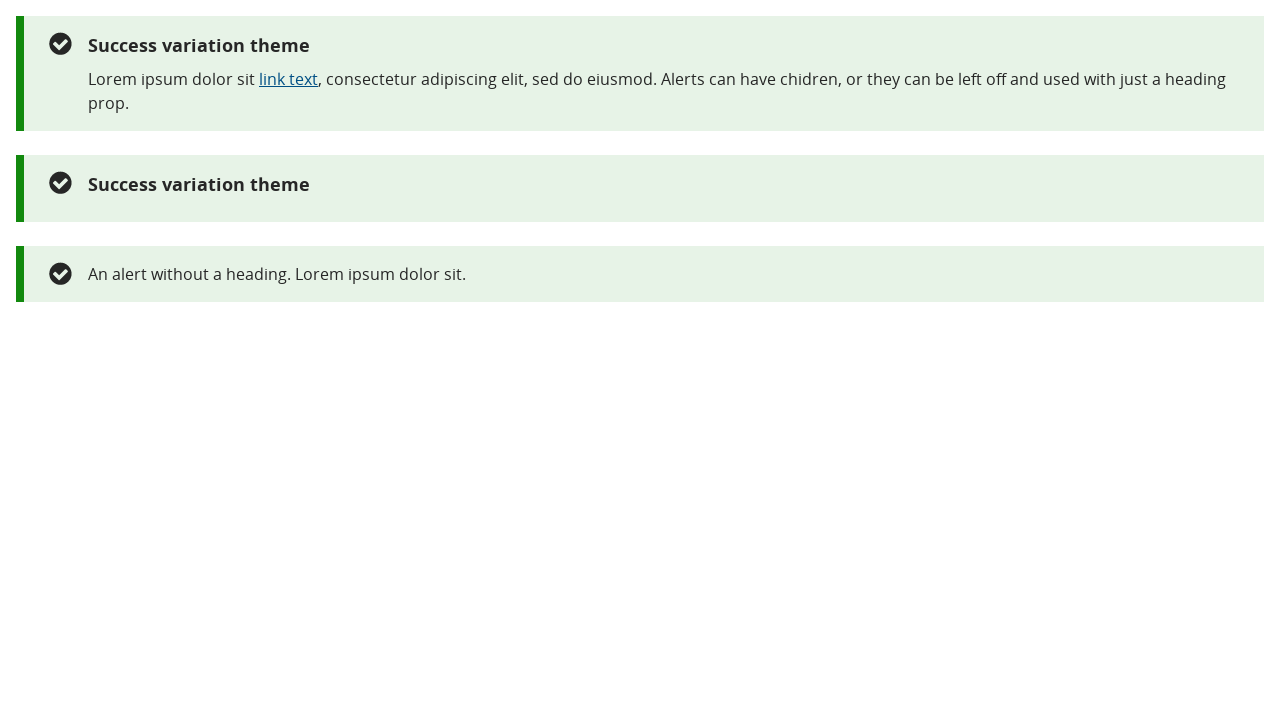 Success variation theme
Lorem ipsum dolor sit link text, consectetur adipiscing elit, sed do eiusmod. Alerts can have chidren, or they can be left off and used with just a heading
prop.
Success variation theme
An alert without a heading. Lorem ipsum dolor sit.